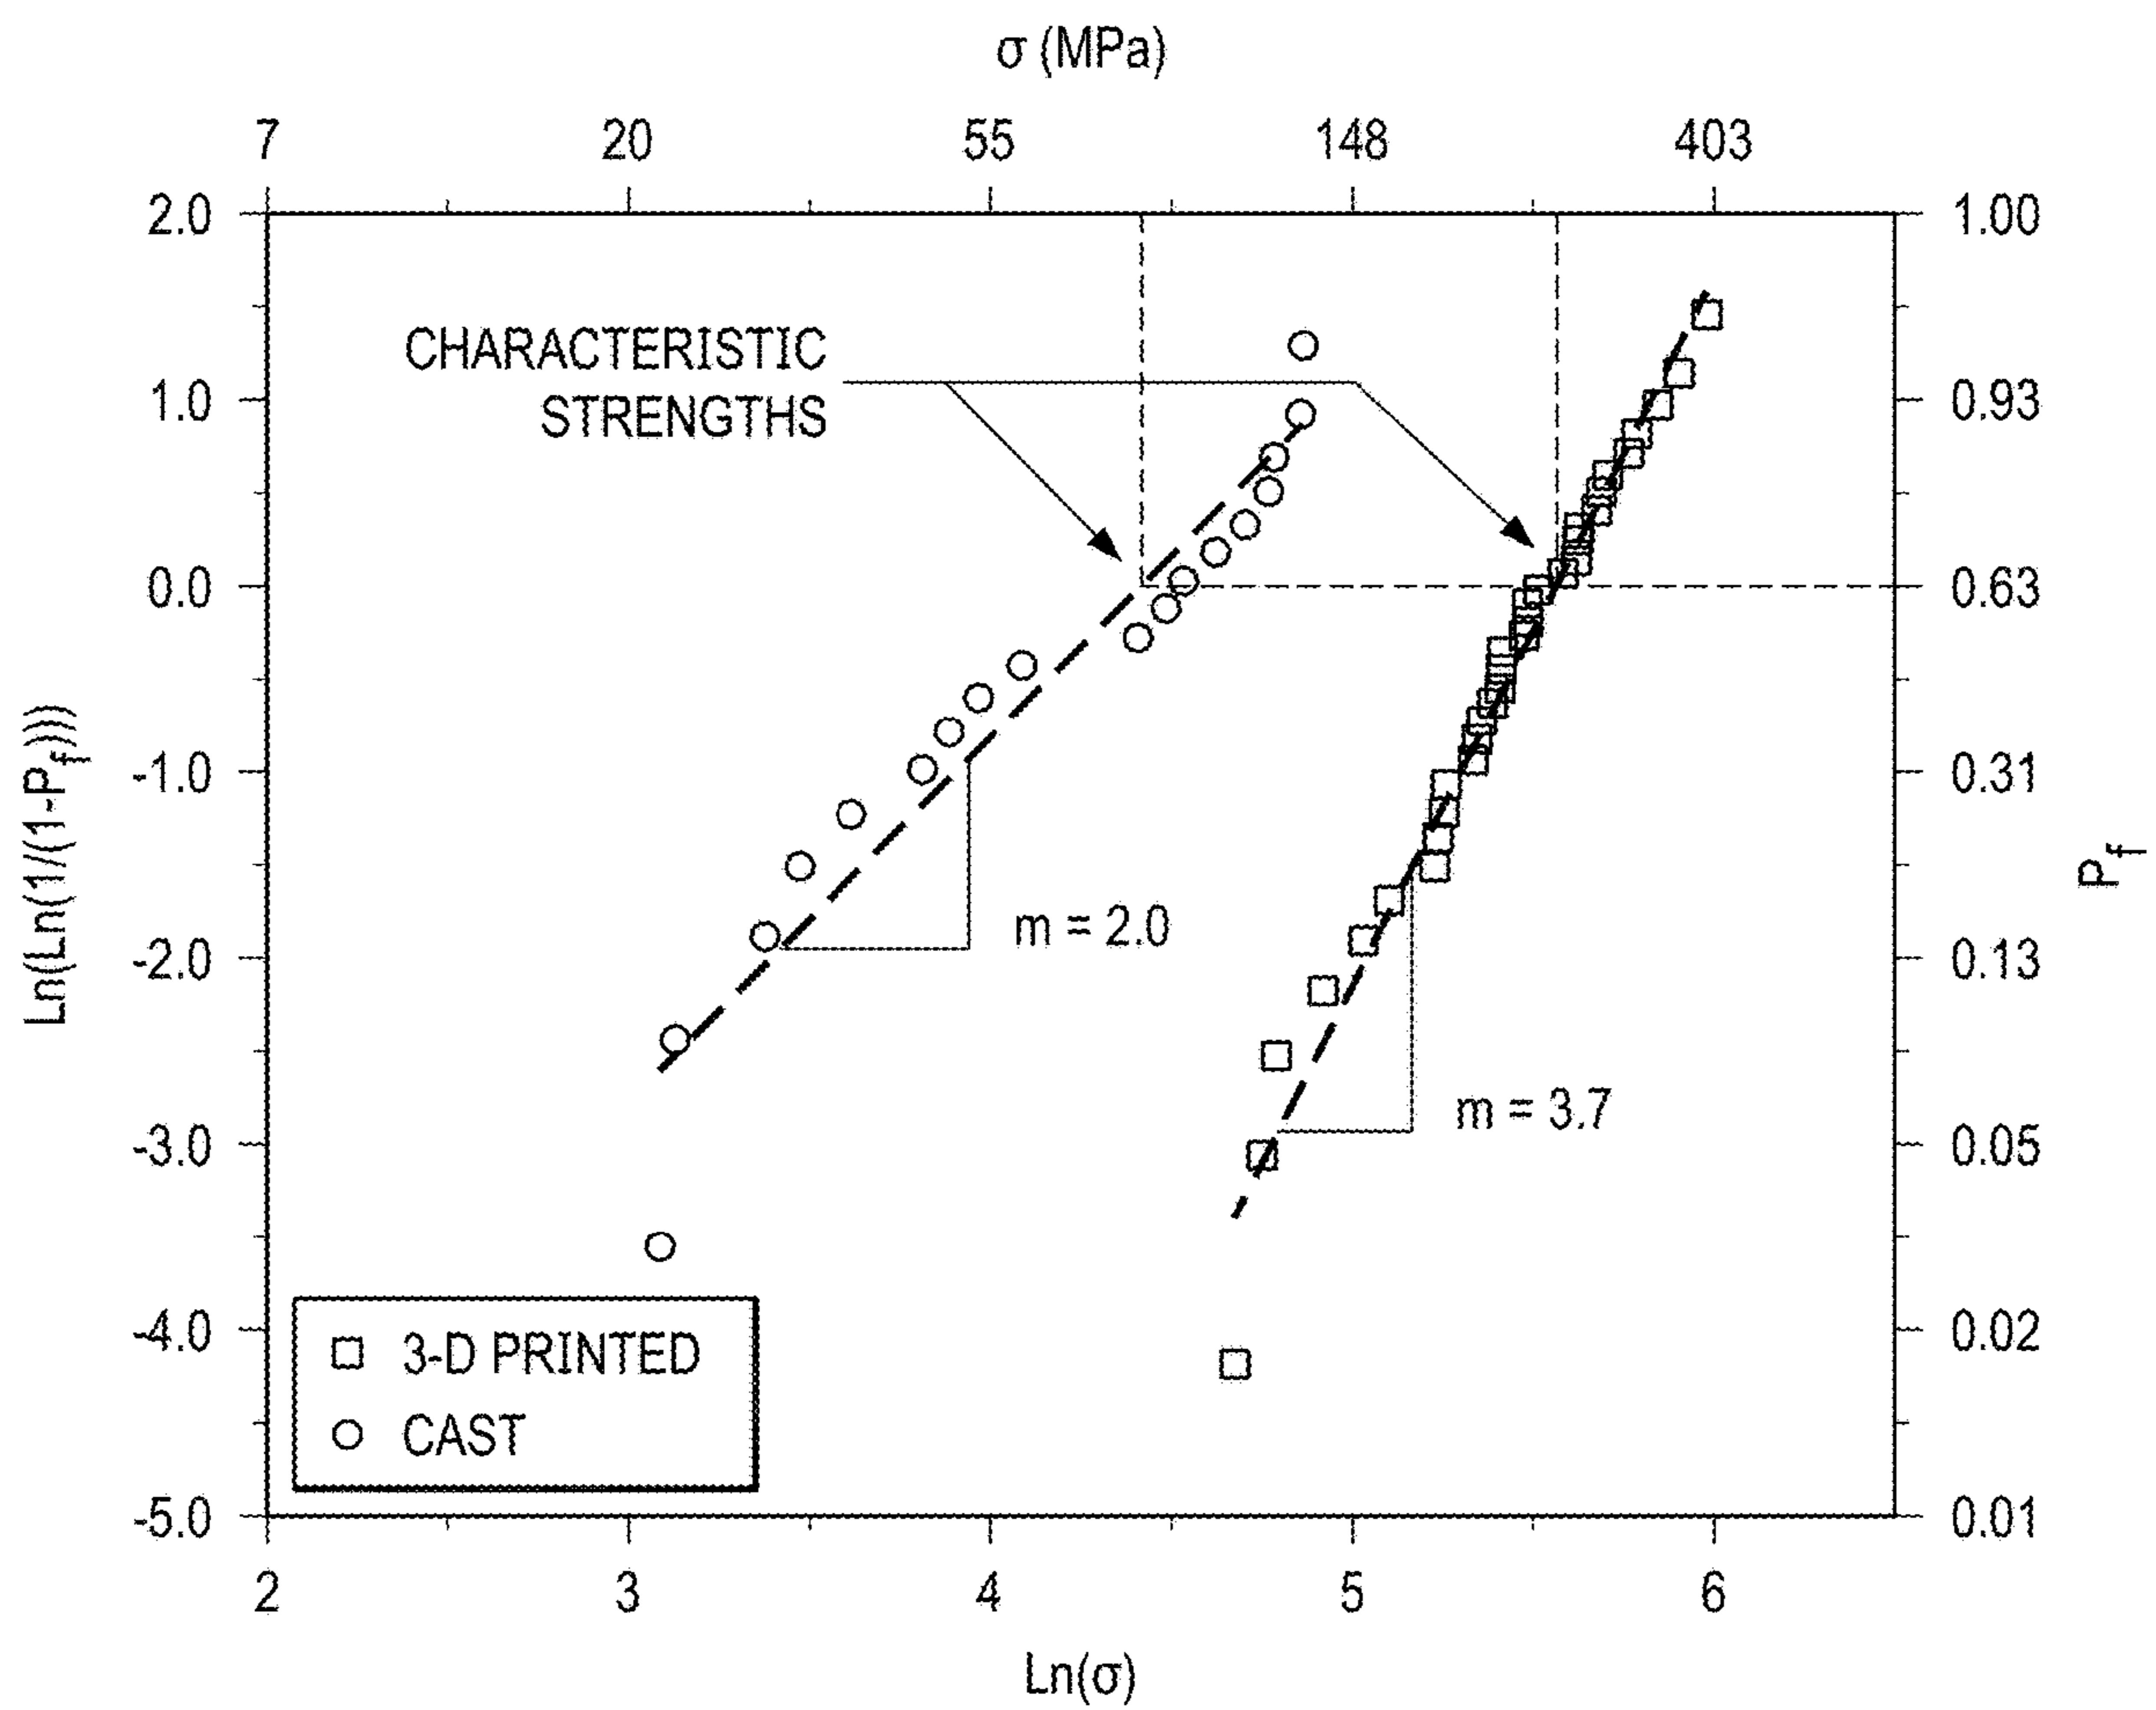 σ (MPa)
7 20 55 148 403
2.0
1.0
0.0
-1.0
-2.0
-3.0
-4.0
-5.0
Ln(Ln(1/(1-Pf)))
CHARACTERISTIC
STRENGTHS
m = 2.0
m = 3.7
3-D PRINTED
CAST
1.00
0.93
0.63
0.31
0.13
0.05
0.02
0.01
Pf
2 3 4 5 6
Ln(σ)